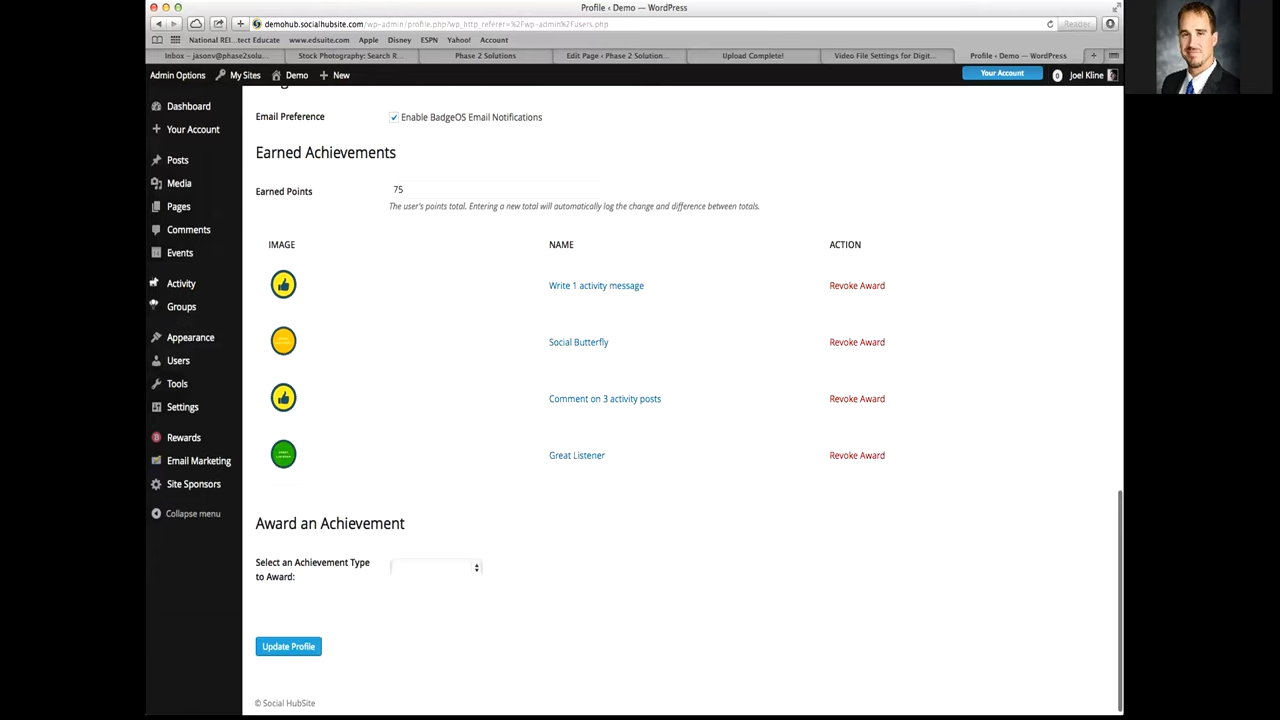 Profile ‹ Demo — WordPress
demohub.socialhubsite.com/wp-admin/profile.php?wp_http_referer=%2Fwp-admin%2Fusers.php
Reader
National REI...tect Educate www.edsuite.com Apple Disney ESPN Yahoo! Account
Inbox – jasonv@phase2solu... Stock Photography: Search R... Phase 2 Solutions Edit Page ‹ Phase 2 Solution... Upload Complete! Video File Settings for Digit... Profile ‹ Demo — WordPress
Admin Options My Sites Demo New Your Account 0 Joel Kline
Dashboard
Your Account
Posts
Media
Pages
Comments
Events
Activity
Groups
Appearance
Users
Tools
Settings
Rewards
Email Marketing
Site Sponsors
Collapse menu
Email Preference Enable BadgeOS Email Notifications
Earned Achievements
Earned Points 75
The user's points total. Entering a new total will automatically log the change and difference between totals.
IMAGE NAME ACTION
Write 1 activity message Revoke Award
Social Butterfly Revoke Award
Comment on 3 activity posts Revoke Award
GREAT
LISTENER
Great Listener Revoke Award
Award an Achievement
Select an Achievement Type
to Award:
Update Profile
© Social HubSite